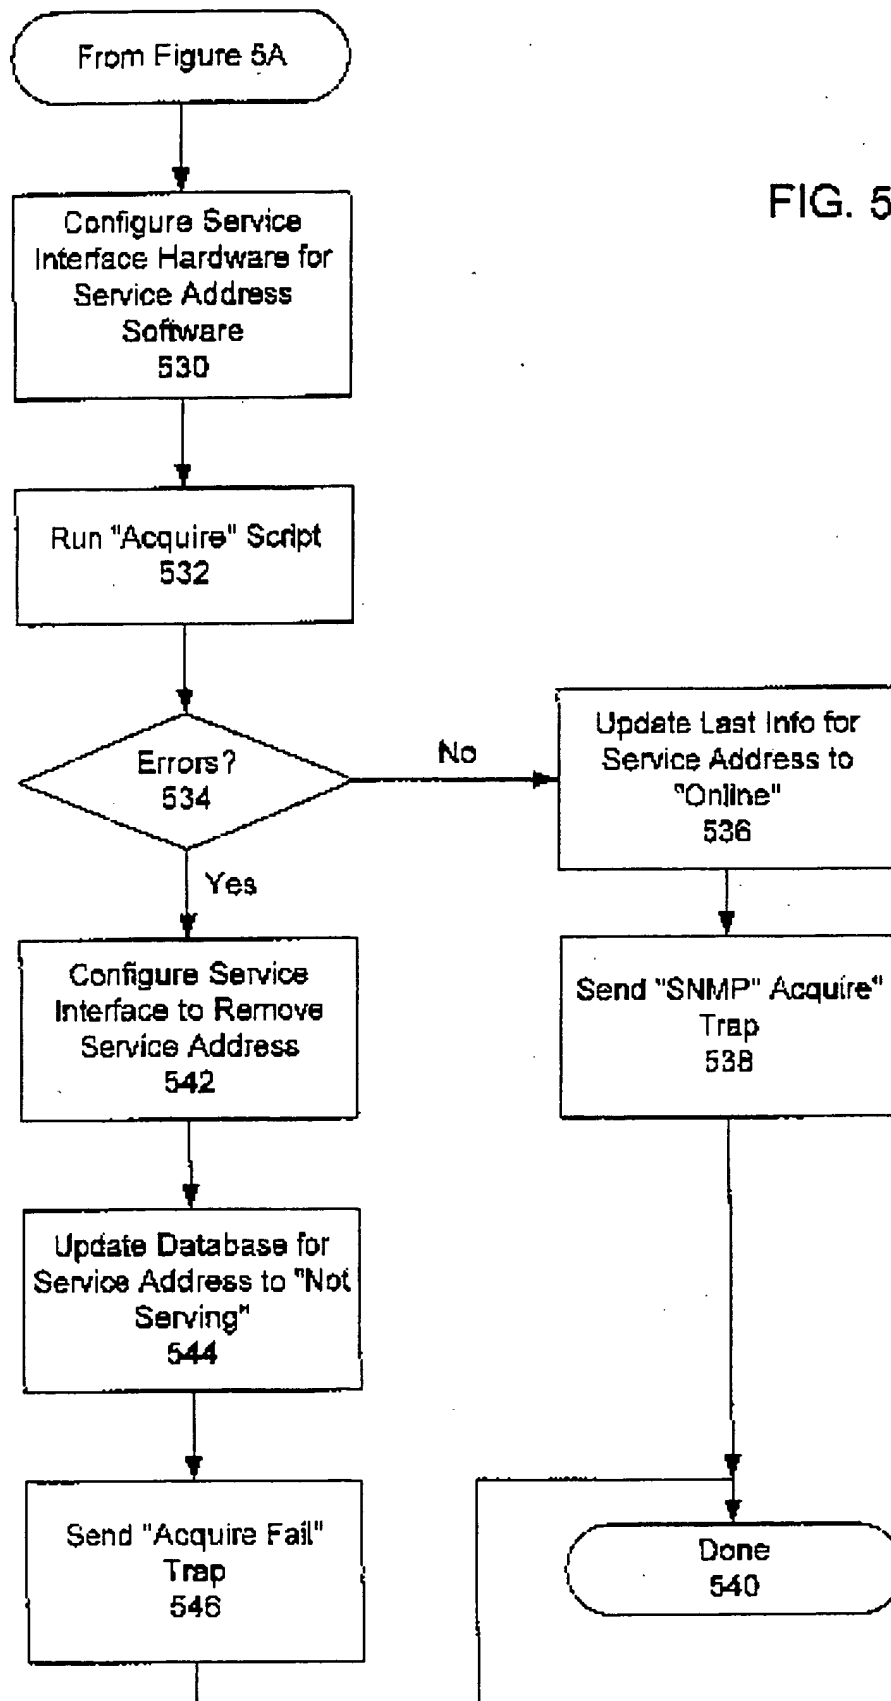 From Figure 5A
FIG. 5
Configure Service
Interface Hardware for
Service Address
Software
530
Run "Acquire" Script
532
Errors?
534
No
Yes
Update Last Info for
Service Address to
"Online"
536
Send "SNMP" Acquire"
Trap
538
Configure Service
Interface to Remove
Service Address
542
Update Database for
Service Address to "Not
Serving"
544
Send "Acquire Fail"
Trap
546
Done
540